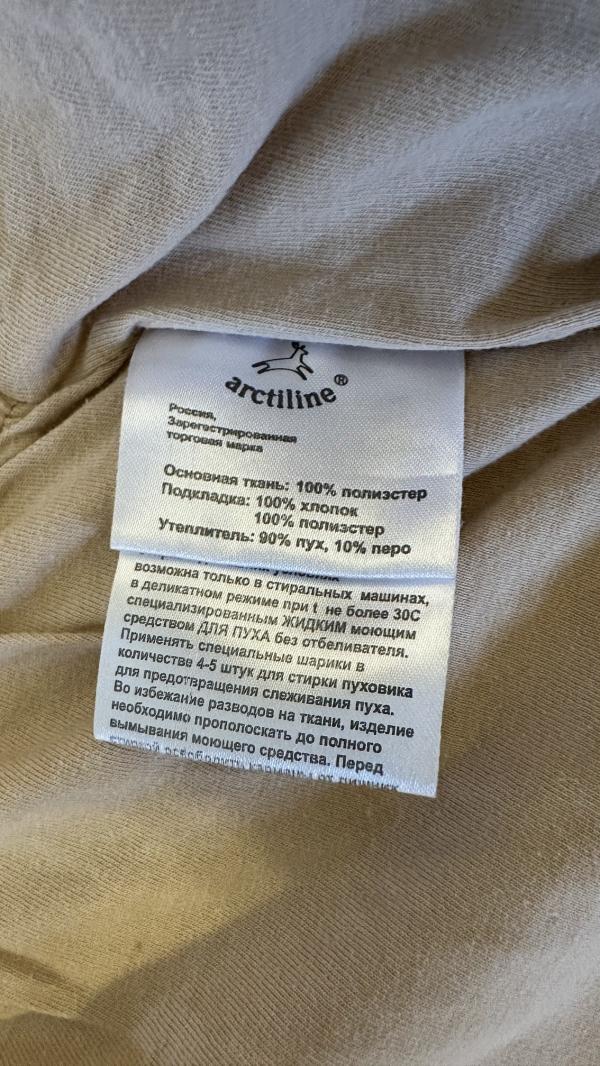 arctiline®
Россия,
Зарегестрированная
торговая марка
Основная ткань: 100% полиэстер
Подкладка: 100% хлопок
100% полиэстер
Утеплитель: 90% пух, 10% перо
возможна только в стиральных машинах,
в деликатном режиме при t не более 30С
специализированным ЖИДКИМ моющим
средством ДЛЯ ПУХА без отбеливателя.
Применять специальные шарики в
количестве 4-5 штук для стирки пуховика
для предотвращения слеживания пуха.
Во избежание разводов на ткани, изделие
необходимо прополоскать до полного
вымывания моющего средства. Перед